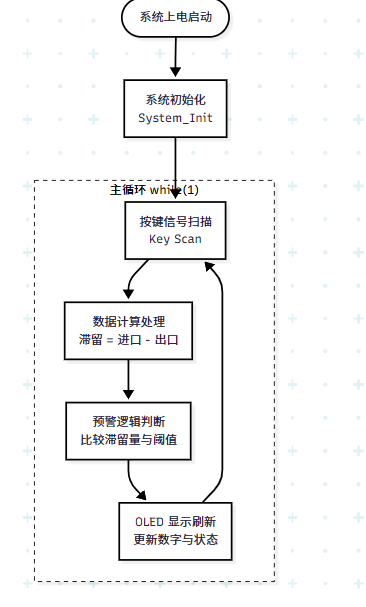 系统上电启动
系统初始化
System_Init
主循环 while(1)
按键信号扫描
Key Scan
数据计算处理
滞留 = 进口 - 出口
预警逻辑判断
比较滞留量与阈值
OLED 显示刷新
更新数字与状态